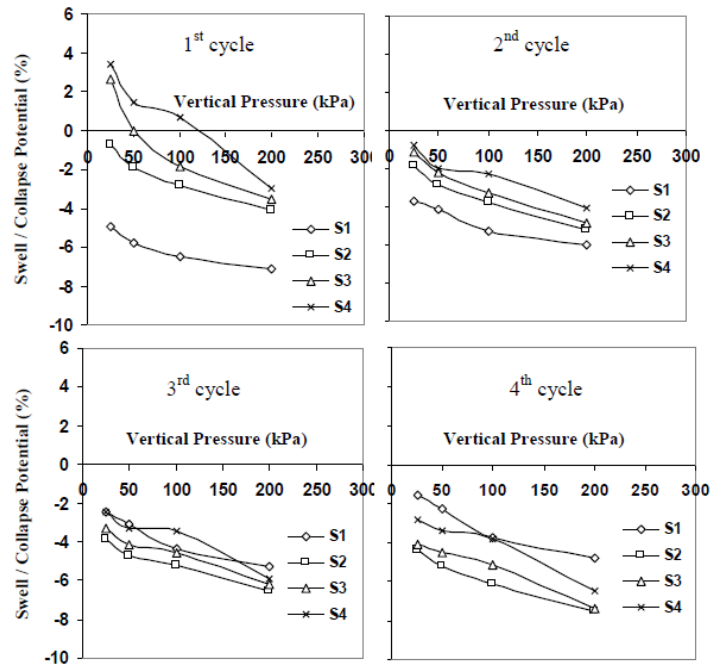 Swell / Collapse Potential (%)
6
4
2
0
-2
-4
-6
-8
-10
1st cycle
Vertical Pressure (kPa)
0 50 100 150 200 250 300
S1
S2
S3
S4
2nd cycle
Vertical Pressure (kPa)
0 50 100 150 200 250 300
S1
S2
S3
S4
Swell / Collapse Potential (%)
6
4
2
0
-2
-4
-6
-8
-10
3rd cycle
Vertical Pressure (kPa)
0 50 100 150 200 250 300
S1
S2
S3
S4
4th cycle
Vertical Pressure (kPa)
0 50 100 150 200 250 300
S1
S2
S3
S4